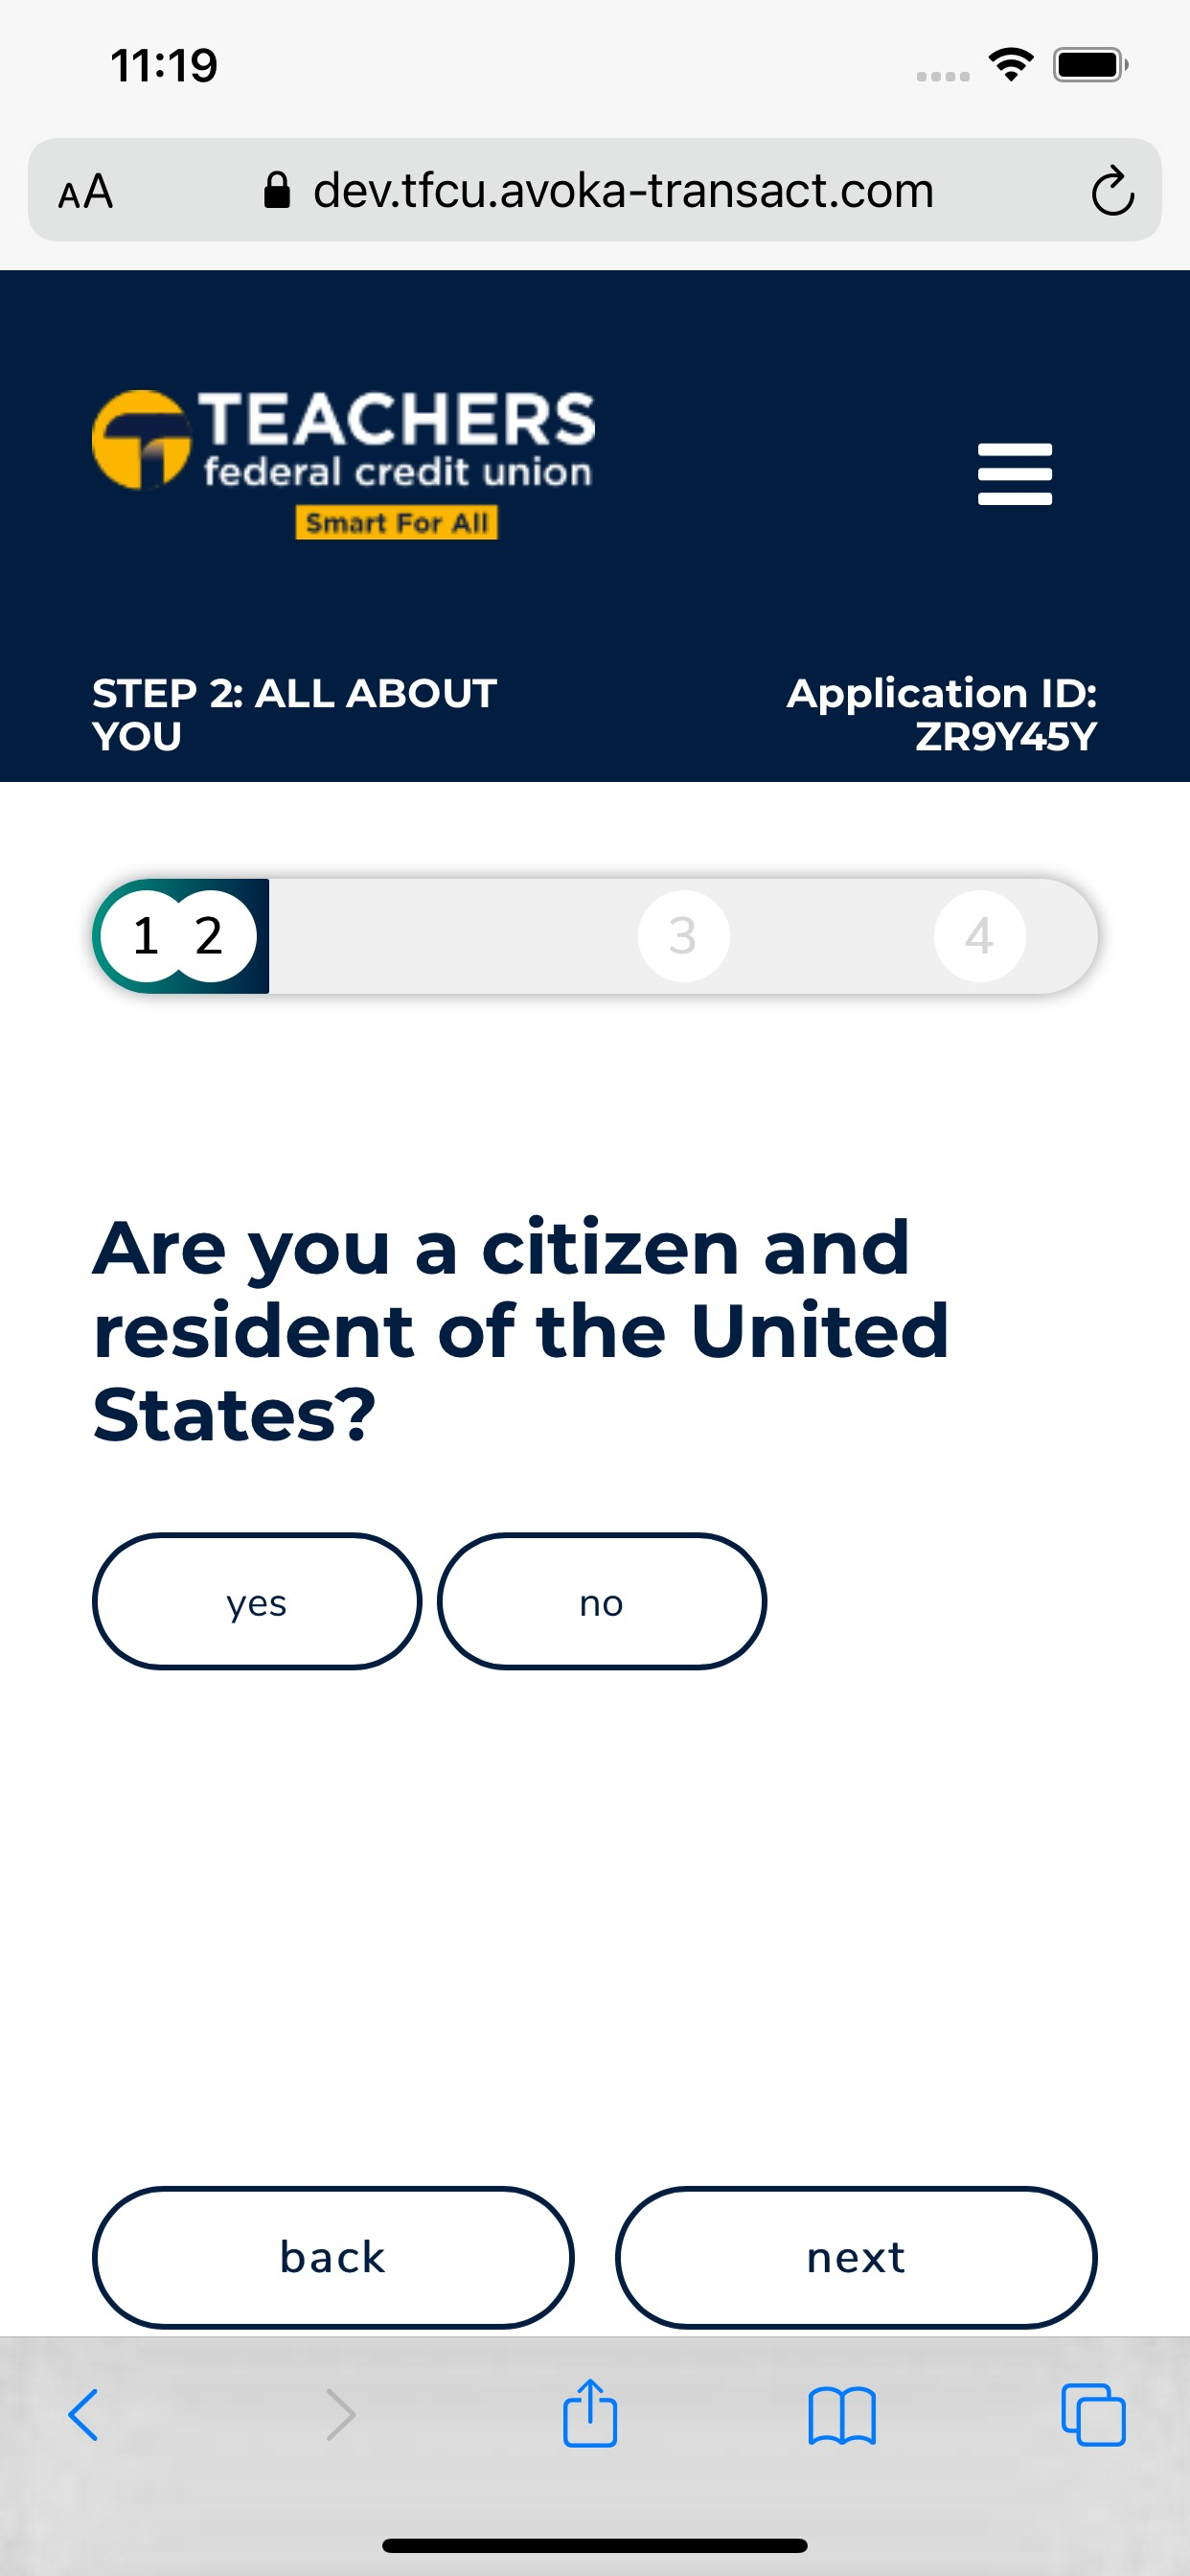 11:19
AA dev.tfcu.avoka-transact.com
TEACHERS
federal credit union
Smart For All
STEP 2: ALL ABOUT
YOU
Application ID:
ZR9Y45Y
1 2 3 4
Are you a citizen and
resident of the United
States?
yes no
back next